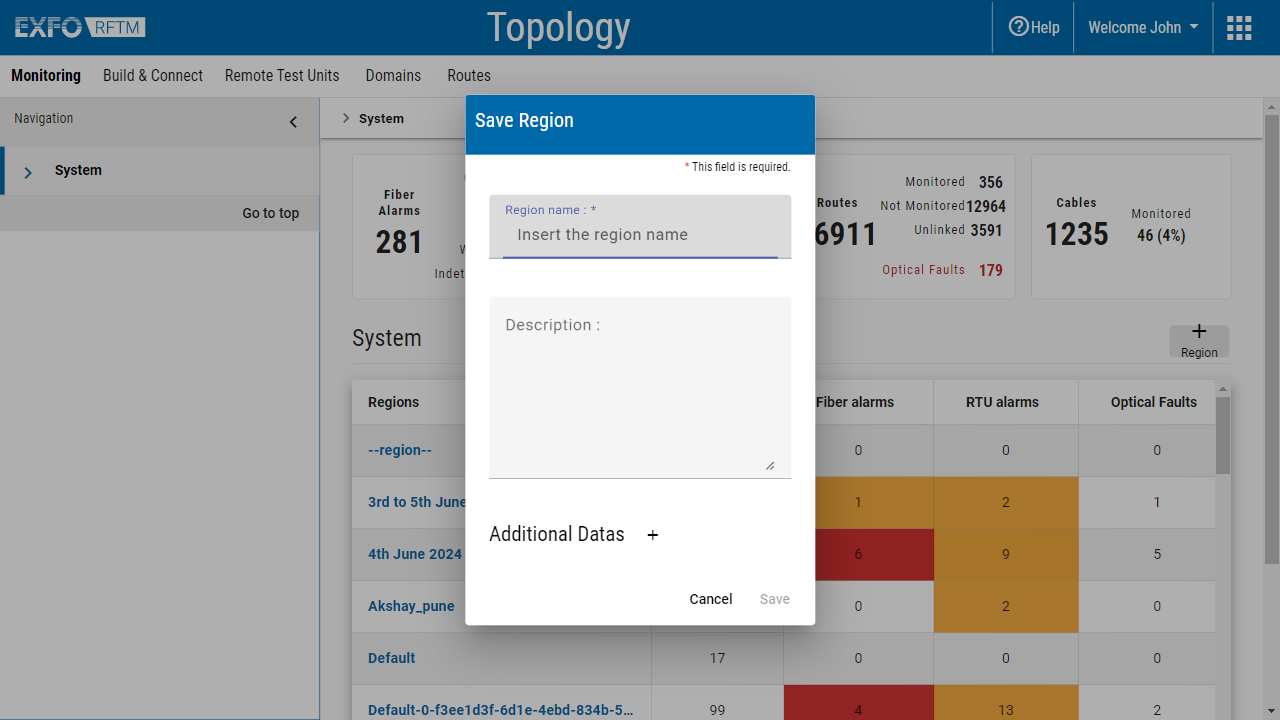 EXFO RFTM
Topology
Help
Welcome John
Monitoring
Build & Connect
Remote Test Units
Domains
Routes
Navigation
System
Go to top
System
Fiber
Alarms
281
Indet
Routes
6911
Monitored 356
Not Monitored 12964
Unlinked 3591
Optical Faults 179
Cables
1235
Monitored
46 (4%)
System
+
Region
Regions
Fiber alarms
RTU alarms
Optical Faults
--region--
0
0
0
3rd to 5th June
1
2
1
4th June 2024
6
9
5
Akshay_pune
0
2
0
Default
17
0
0
0
Default-0-f3ee1d3f-6d1e-4ebd-834b-5...
99
4
13
2
Save Region
* This field is required.
Region name : *
Insert the region name
Description :
Additional Datas +
Cancel
Save